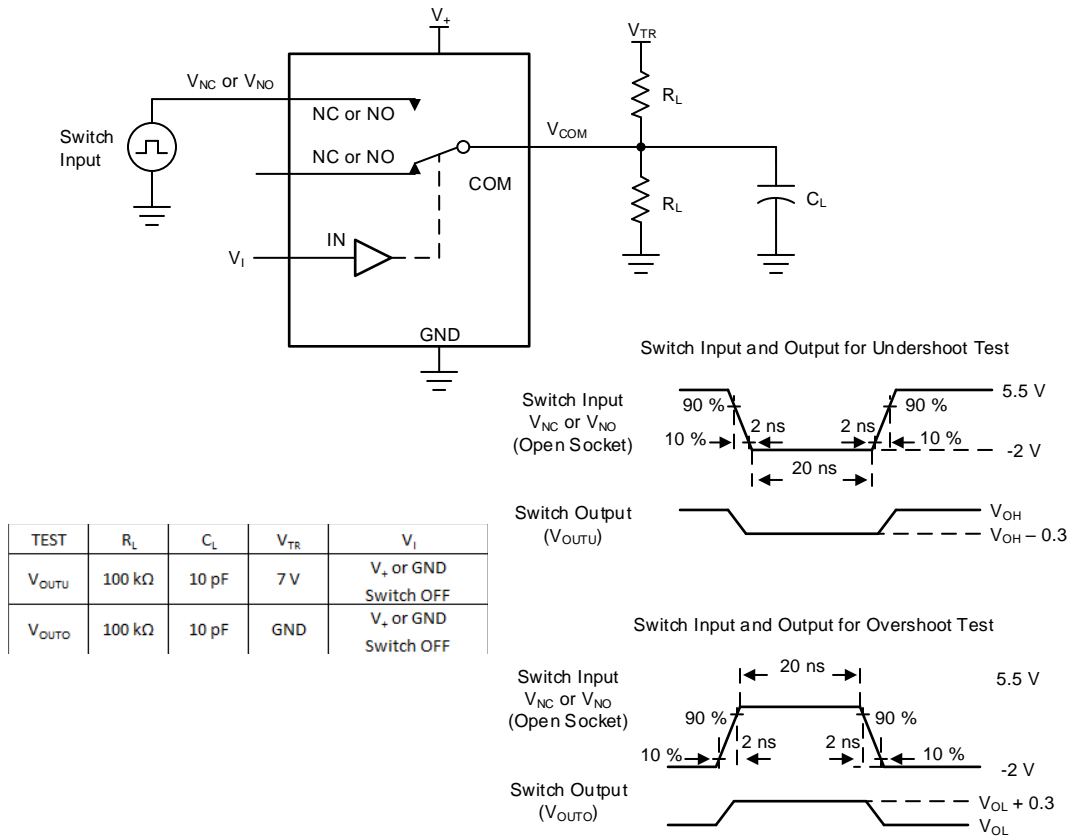 V+
VNC or VNO
NC or NO
Switch
Input
NC or NO
COM
IN
VI
GND
VCOM
VTR
RL
RL
CL
Switch Input and Output for Undershoot Test
Switch Input
VNC or VNO
(Open Socket)
90 %
10 %
2 ns
2 ns
90 %
10 %
20 ns
5.5 V
-2 V
Switch Output
(VOUTU)
VOH
VOH – 0.3
TEST RL CL VTR VI
VOUTU 100 kΩ 10 pF 7 V V+ or GND
Switch OFF
VOUTO 100 kΩ 10 pF GND V+ or GND
Switch OFF
Switch Input and Output for Overshoot Test
Switch Input
VNC or VNO
(Open Socket)
20 ns
5.5 V
90 %
90 %
10 %
2 ns
2 ns
10 %
-2 V
Switch Output
(VOUTO)
VOL + 0.3
VOL